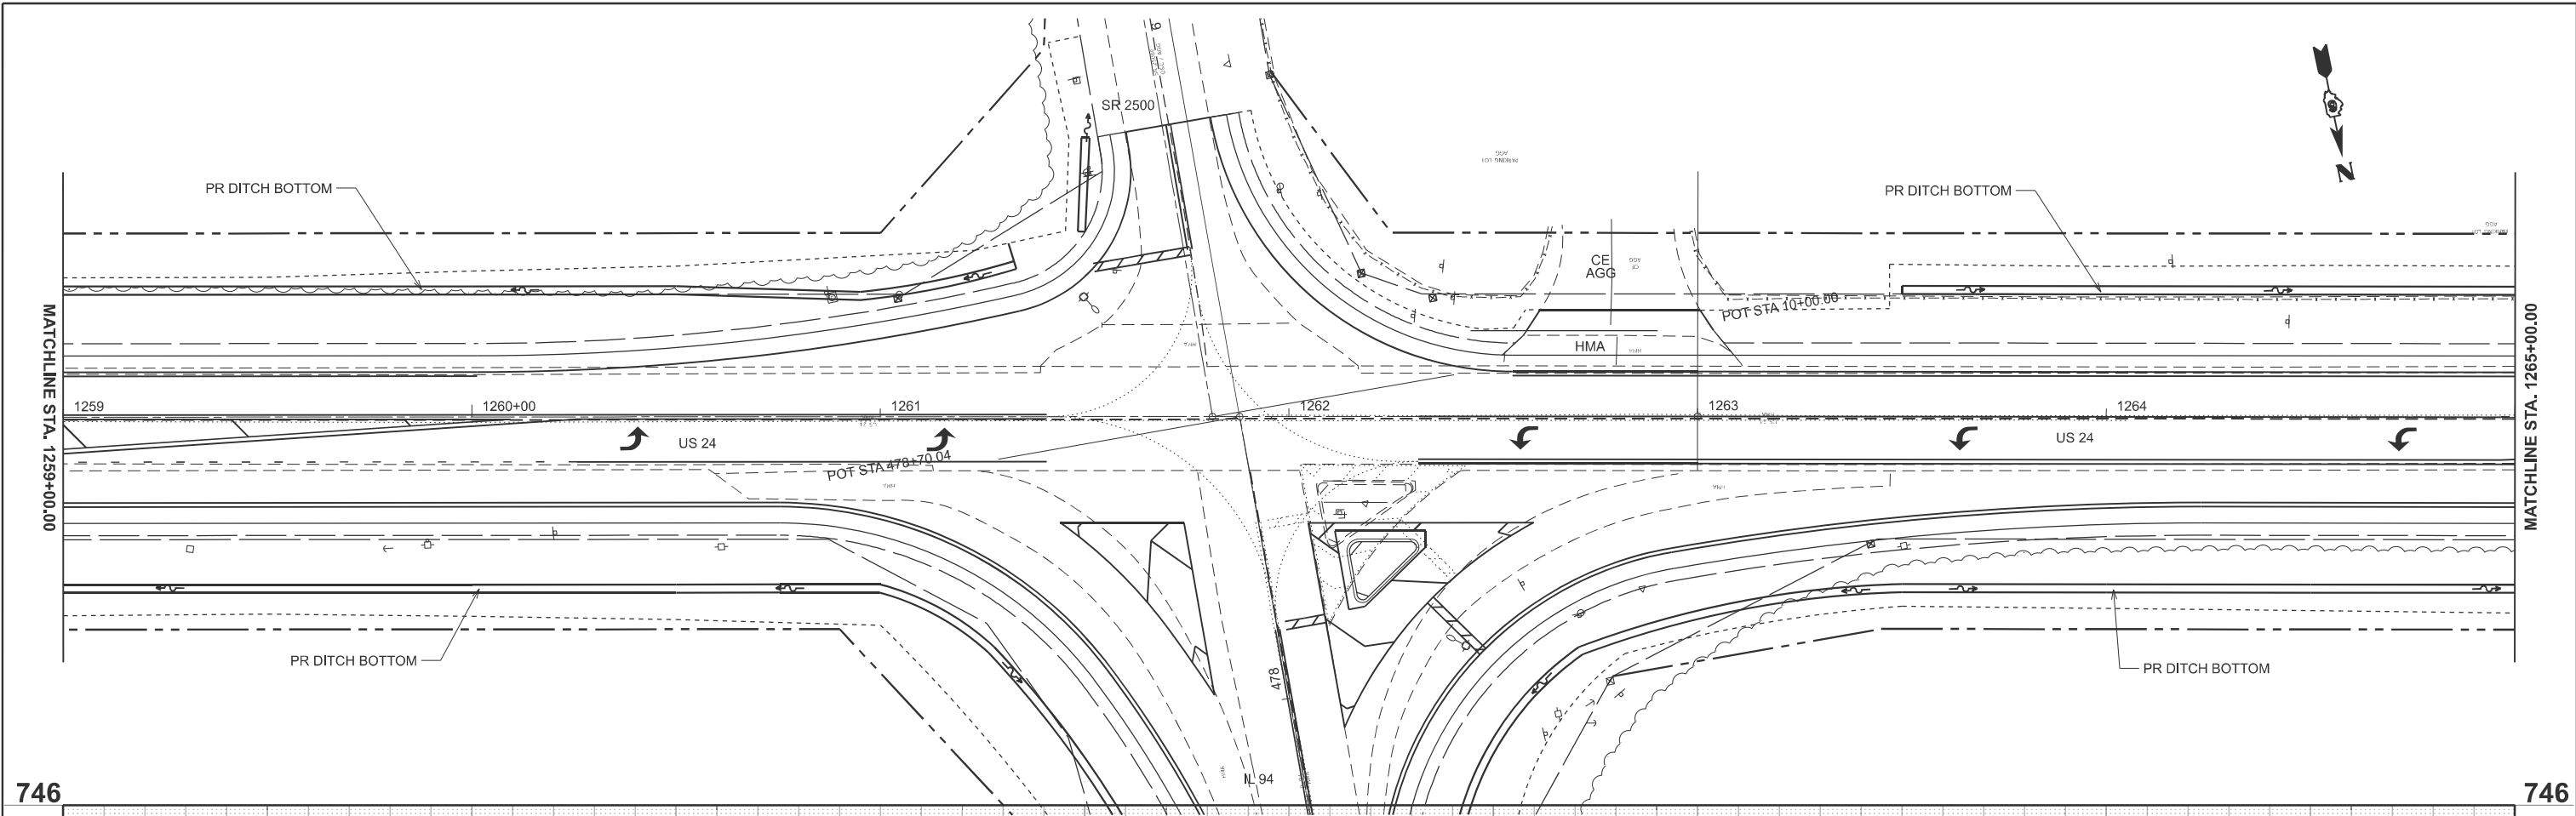 SR 2500
PR DITCH BOTTOM
PR DITCH BOTTOM
N
CE
AGG
POT STA 10+00.00
HMA
MATCHLINE STA. 1259+00.00
MATCHLINE STA. 1265+00.00
1259
1260+00
1261
1262
1263
1264
US 24
US 24
POT STA 478+70.04
PR DITCH BOTTOM
PR DITCH BOTTOM
478
IL 94
746
746